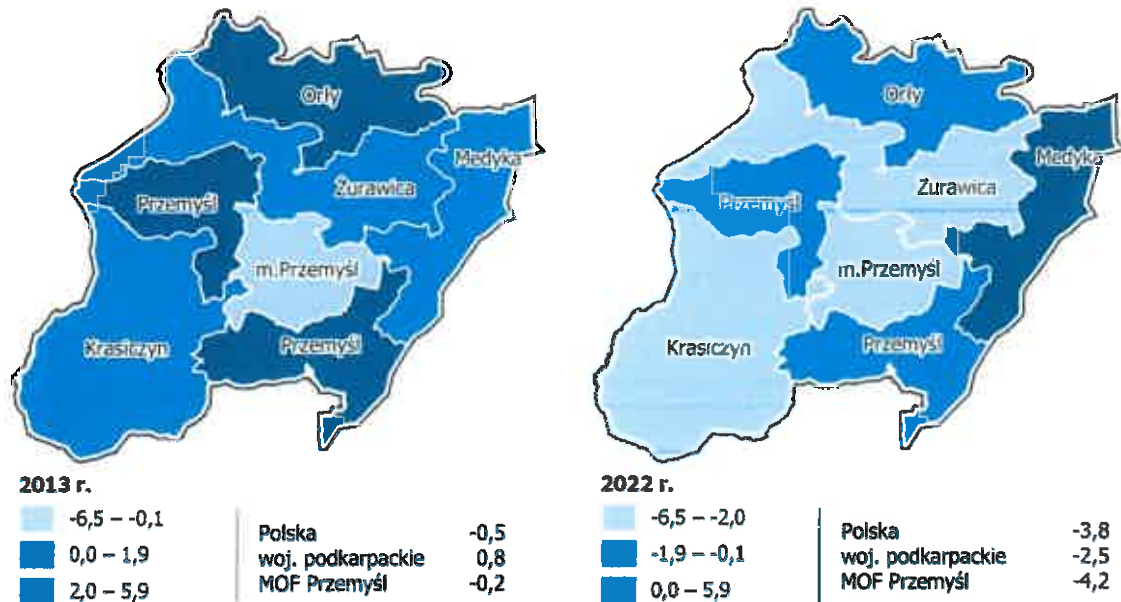 Orły
Medyka
Żurawica
Przemyśl
m.Przemyśl
Krasiczyn
Przemyśl
2013 r.
-6,5 – -0,1
0,0 – 1,9
2,0 – 5,9
Polska -0,5
woj. podkarpackie 0,8
MOF Przemyśl -0,2
Orły
Medyka
Żurawica
Przemyśl
m.Przemyśl
Krasiczyn
Przemyśl
2022 r.
-6,5 – -2,0
-1,9 – -0,1
0,0 – 5,9
Polska -3,8
woj. podkarpackie -2,5
MOF Przemyśl -4,2